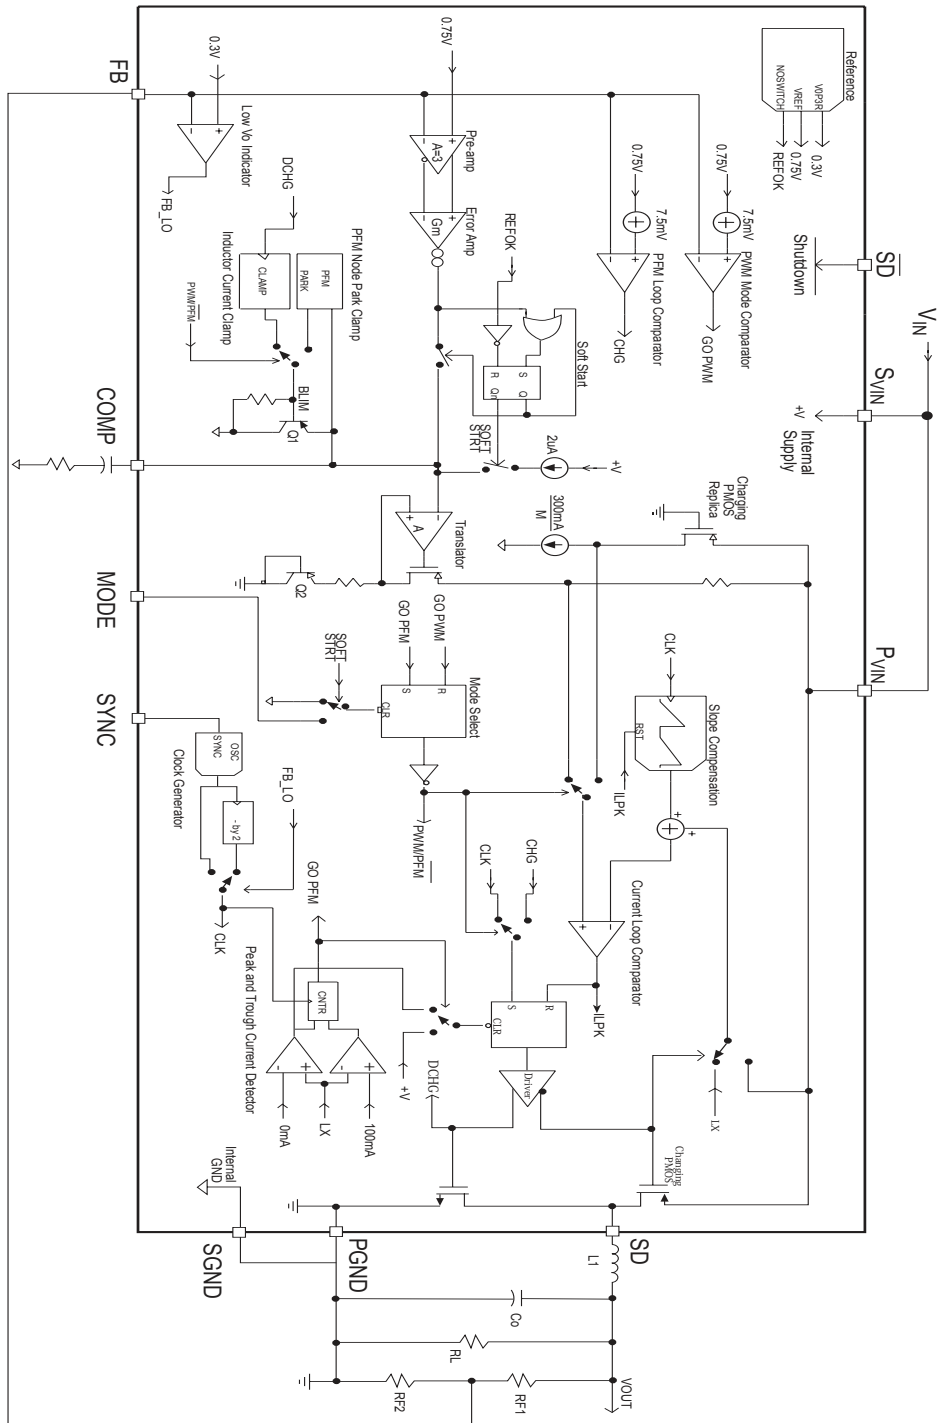 Reference
V0P3R
VREF
NOSWITCH
0.3V
0.75V
REFOK
SD
Shutdown
VIN
SVIN
+V
Internal
Supply
PVIN
0.75V
7.5mV
PWM Mode Comparator
GO PWM
0.75V
7.5mV
PFM Loop Comparator
CHG
0.75V
Pre-amp
A=3
Error Amp
Gm
REFOK
Soft Start
R
S
Qn
Q
SOFT
STRT
2uA
+V
FB
0.3V
Low Vo Indicator
FB_LO
DCHG
PFM Node Park Clamp
PFM
PARK
CLAMP
Inductor Current Clamp
PWM/PFM
BLIM
Q1
COMP
Charging
PMOS
Replica
300mA
M
Translator
A
Q2
MODE
GO PWM
GO PFM
SOFT
STRT
Mode Select
R
S
CLR
PWM/PFM
CLK
Slope Compensation
RST
ILPK
+
+
Current Loop Comparator
ILPK
CHG
CLK
R
S
CLR
Driver
SYNC
OSC
SYNC
Clock Generator
- by 2
FB_LO
CLK
GO PFM
CNTR
Peak and Trough Current Detector
0mA
LX
100mA
+V
DCHG
LX
Changing
PMOS
Internal
GND
SGND
PGND
SD
L1
Co
RL
RF2
RF1
VOUT